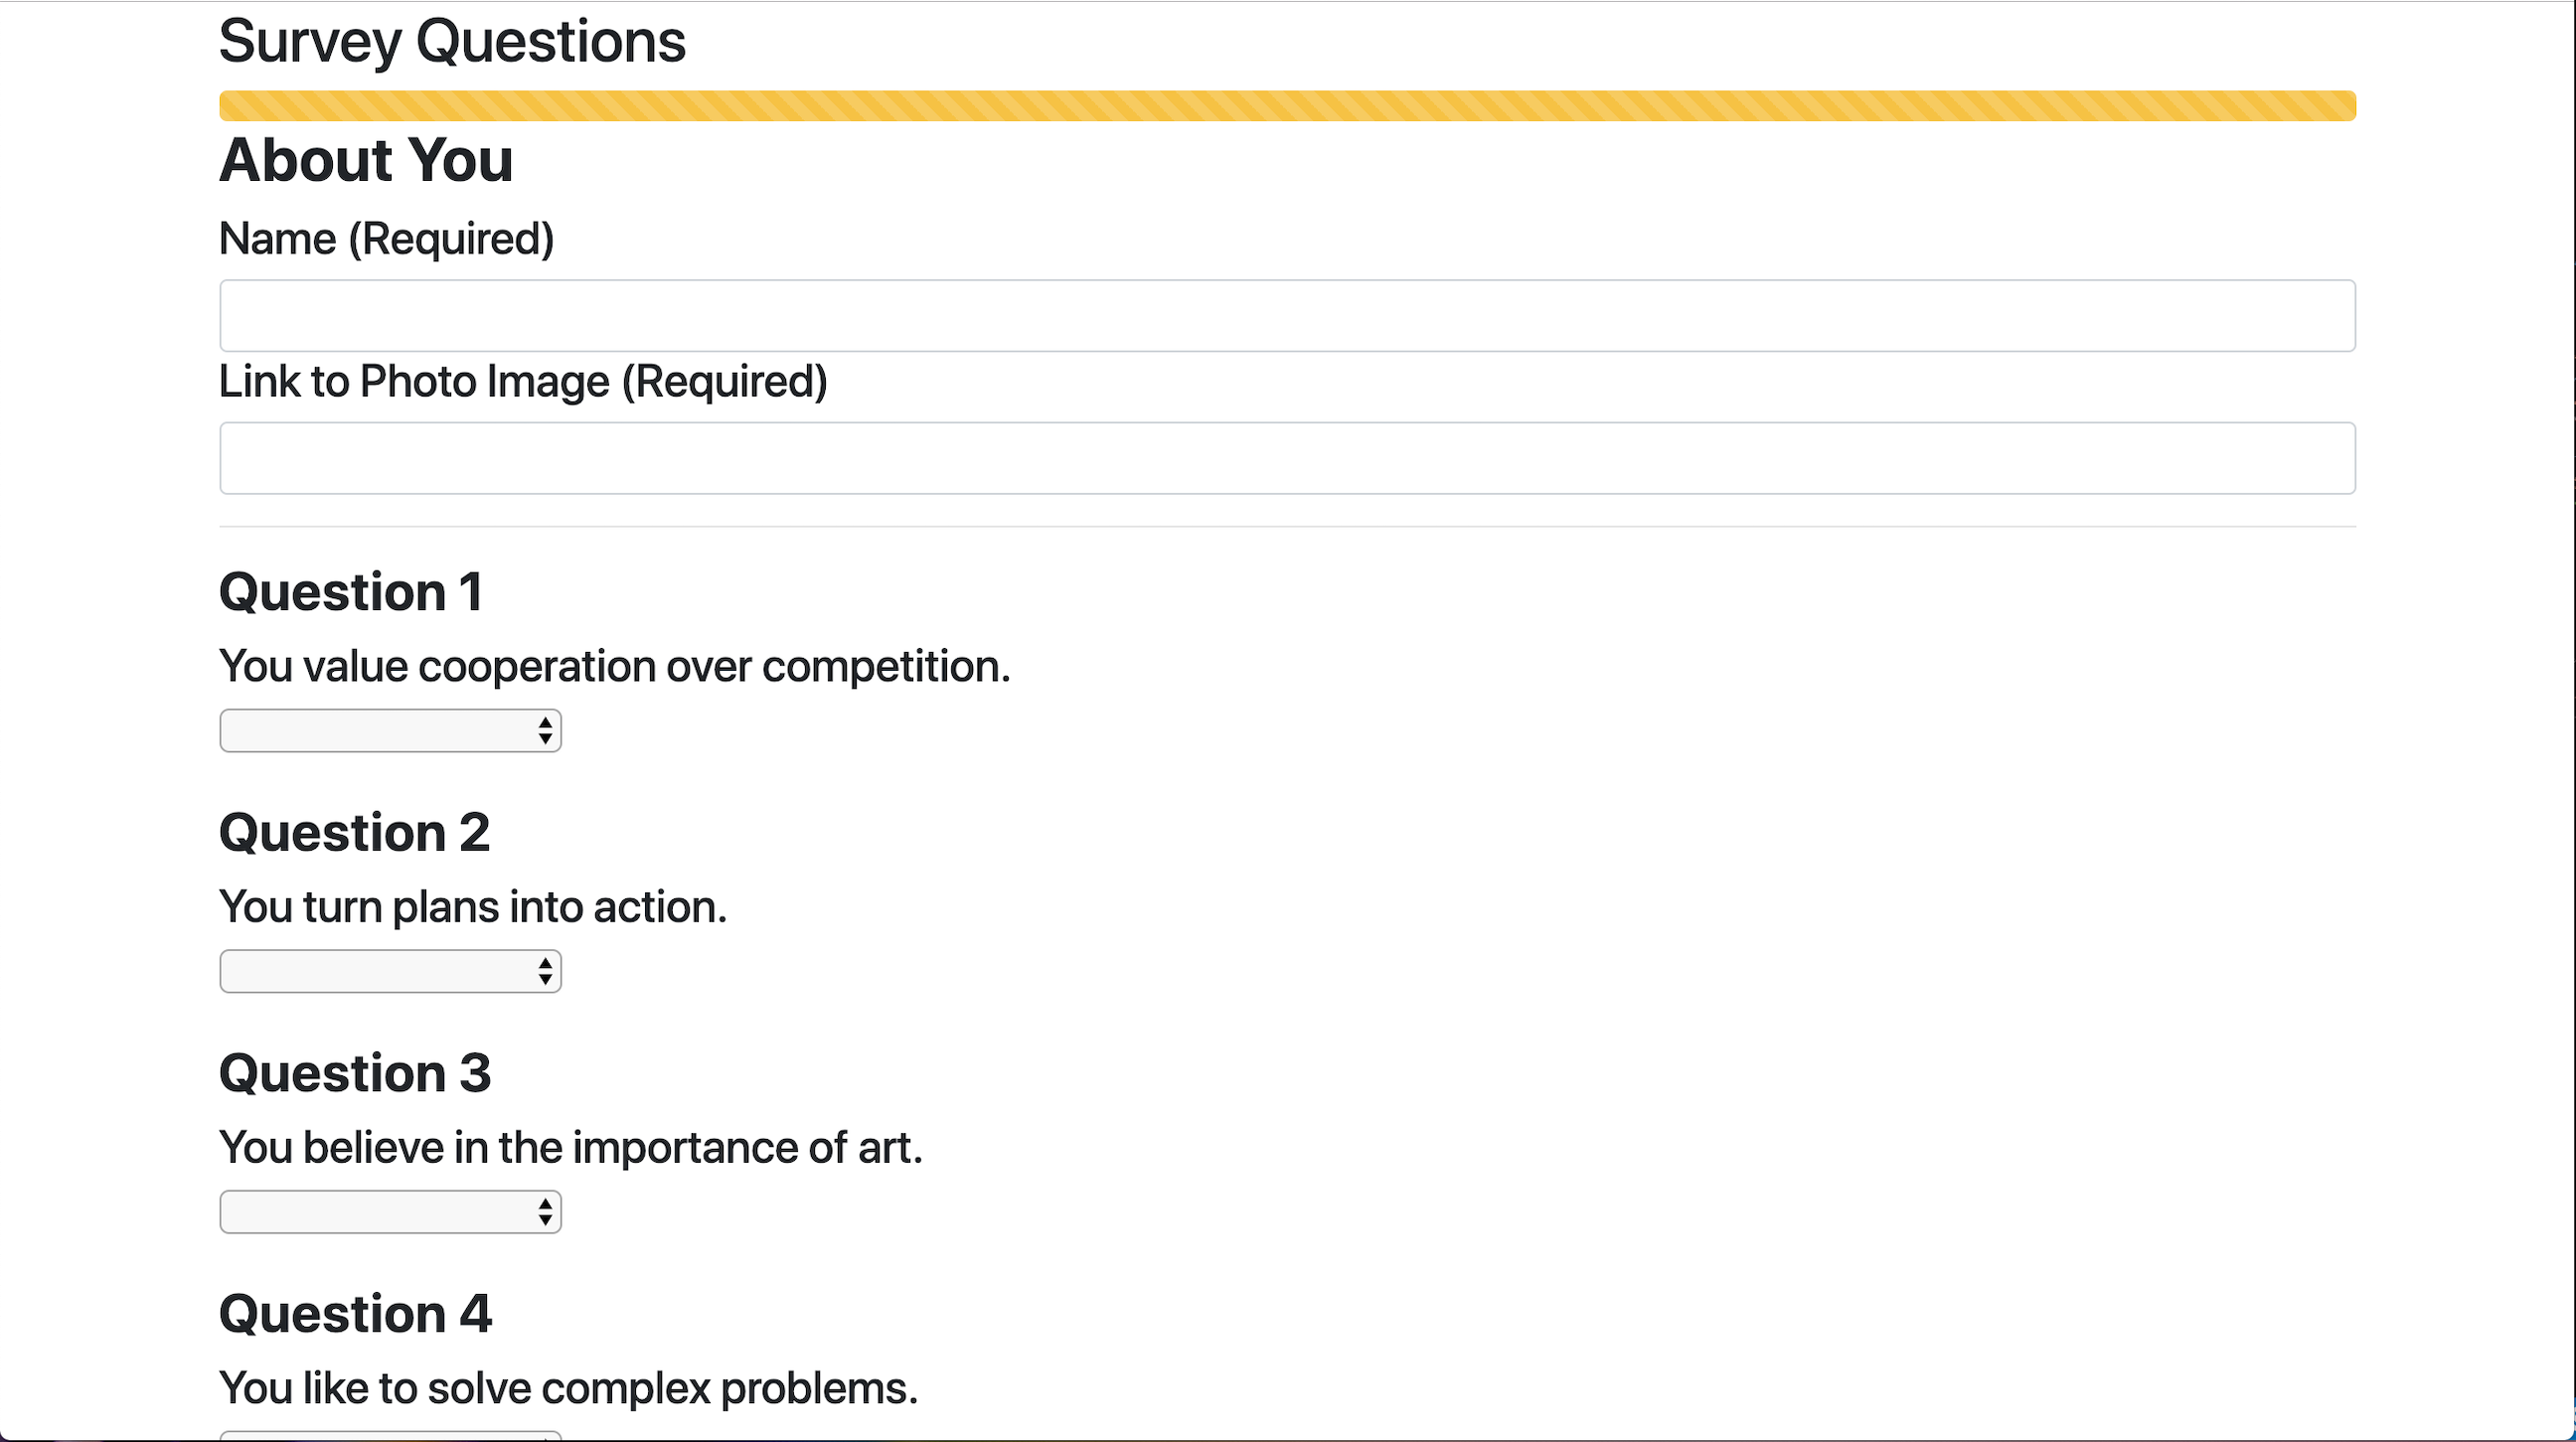 Survey Questions
About You
Name (Required)
Link to Photo Image (Required)
Question 1
You value cooperation over competition.
Question 2
You turn plans into action.
Question 3
You believe in the importance of art.
Question 4
You like to solve complex problems.